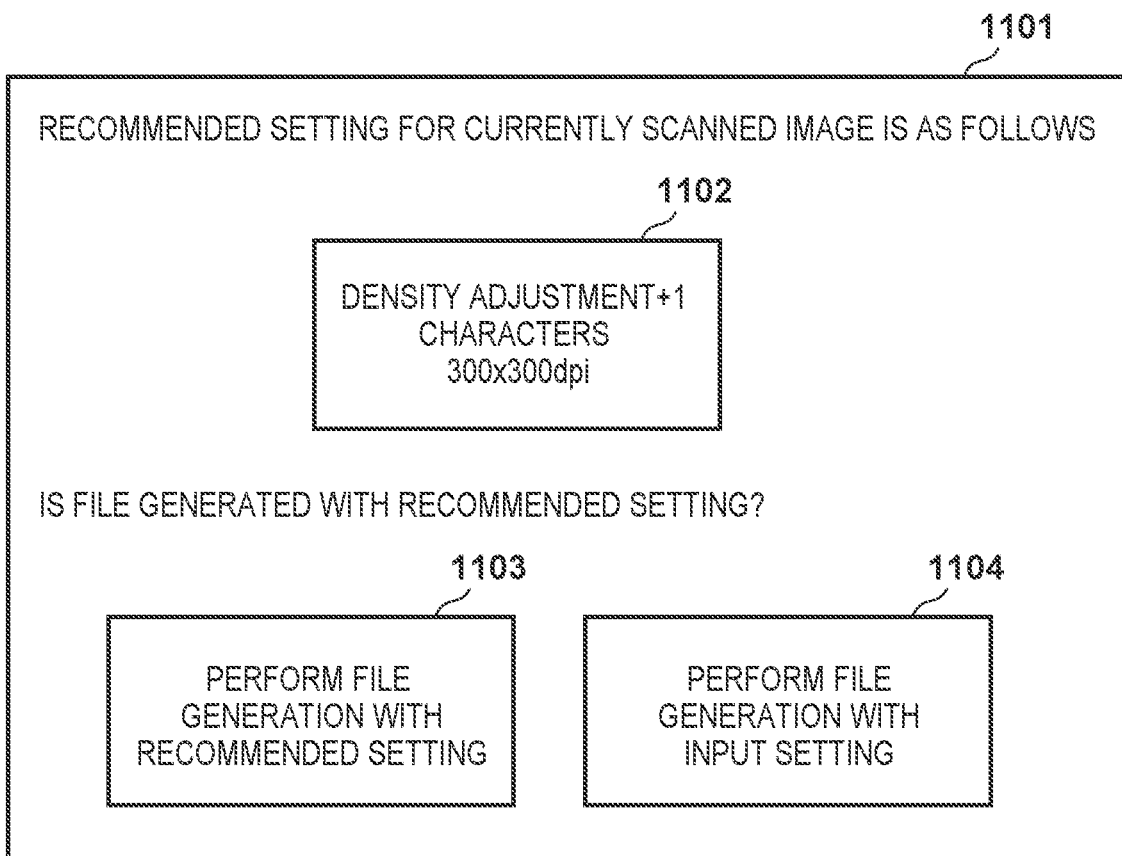 1101
RECOMMENDED SETTING FOR CURRENTLY SCANNED IMAGE IS AS FOLLOWS
1102
DENSITY ADJUSTMENT+1
CHARACTERS
300x300dpi
IS FILE GENERATED WITH RECOMMENDED SETTING?
1103
1104
PERFORM FILE
GENERATION WITH
RECOMMENDED SETTING
PERFORM FILE
GENERATION WITH
INPUT SETTING